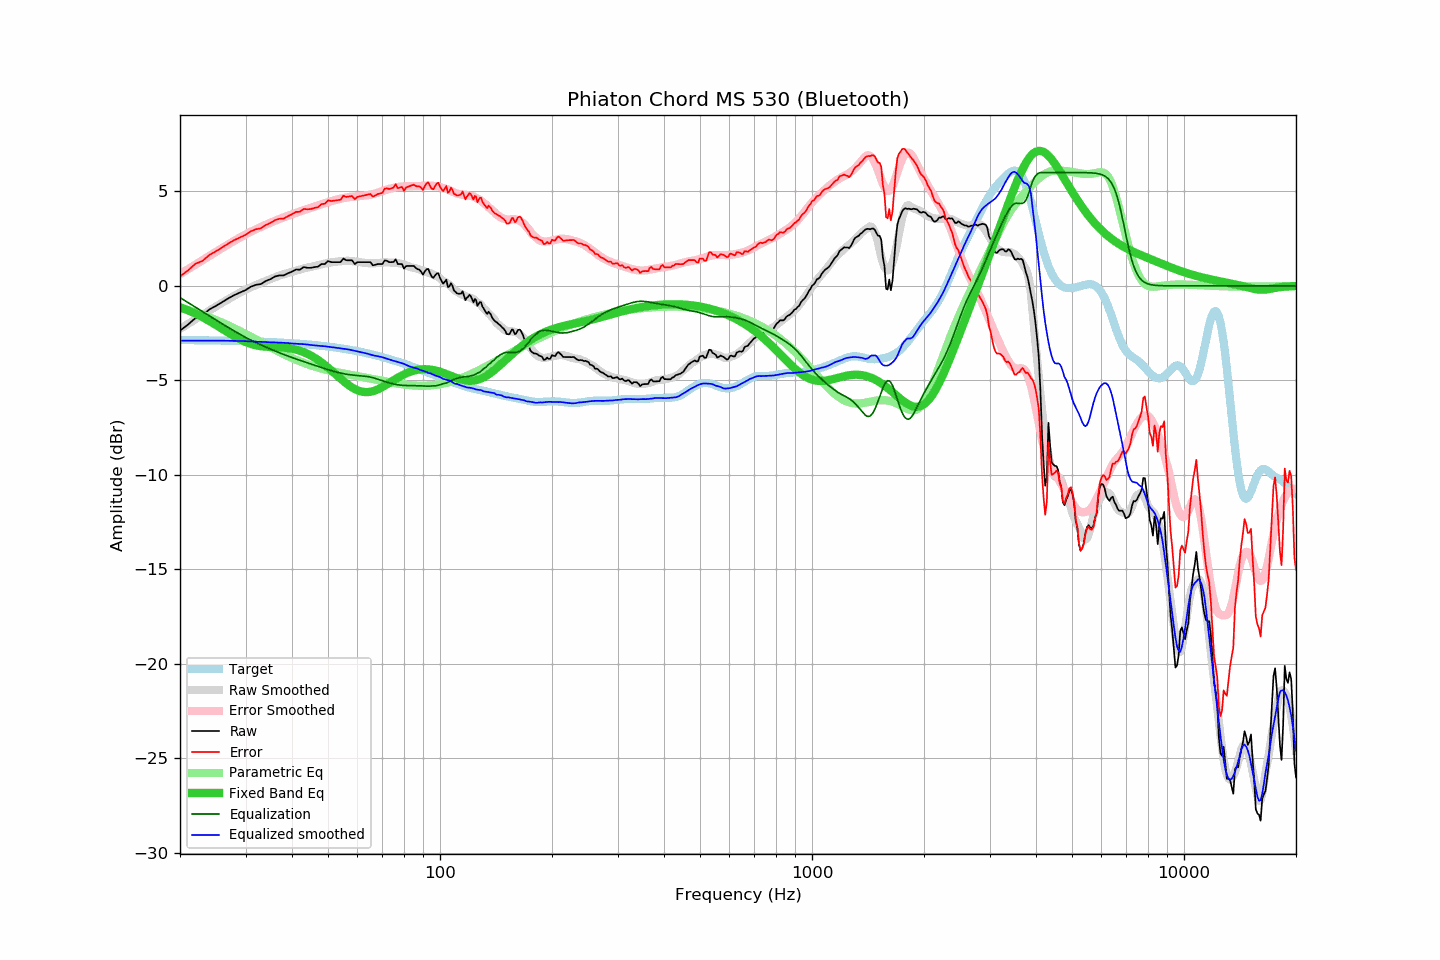 Phiaton Chord MS 530 (Bluetooth)
Amplitude (dBr)
5
0
−5
−10
−15
−20
−25
−30
Target
Raw Smoothed
Error Smoothed
Raw
Error
Parametric Eq
Fixed Band Eq
Equalization
Equalized smoothed
100
1000
10000
Frequency (Hz)